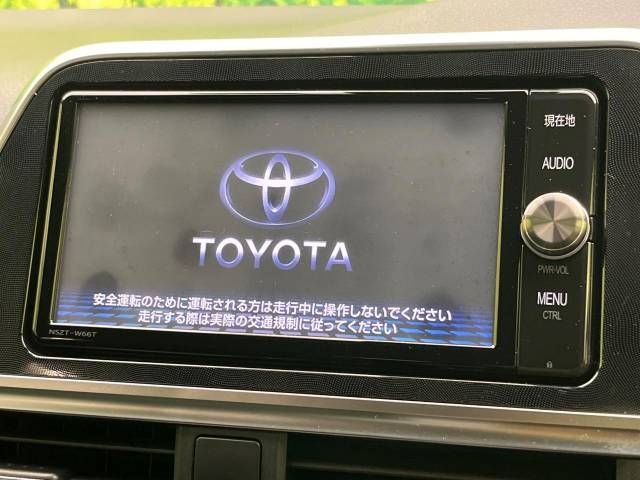 TOYOTA
安全運転のために運転される方は走行中に操作しないでください
走行する際は実際の交通規制に従ってください
NSZT-W66T
現在地
AUDIO
PWR·VOL
MENU
CTRL